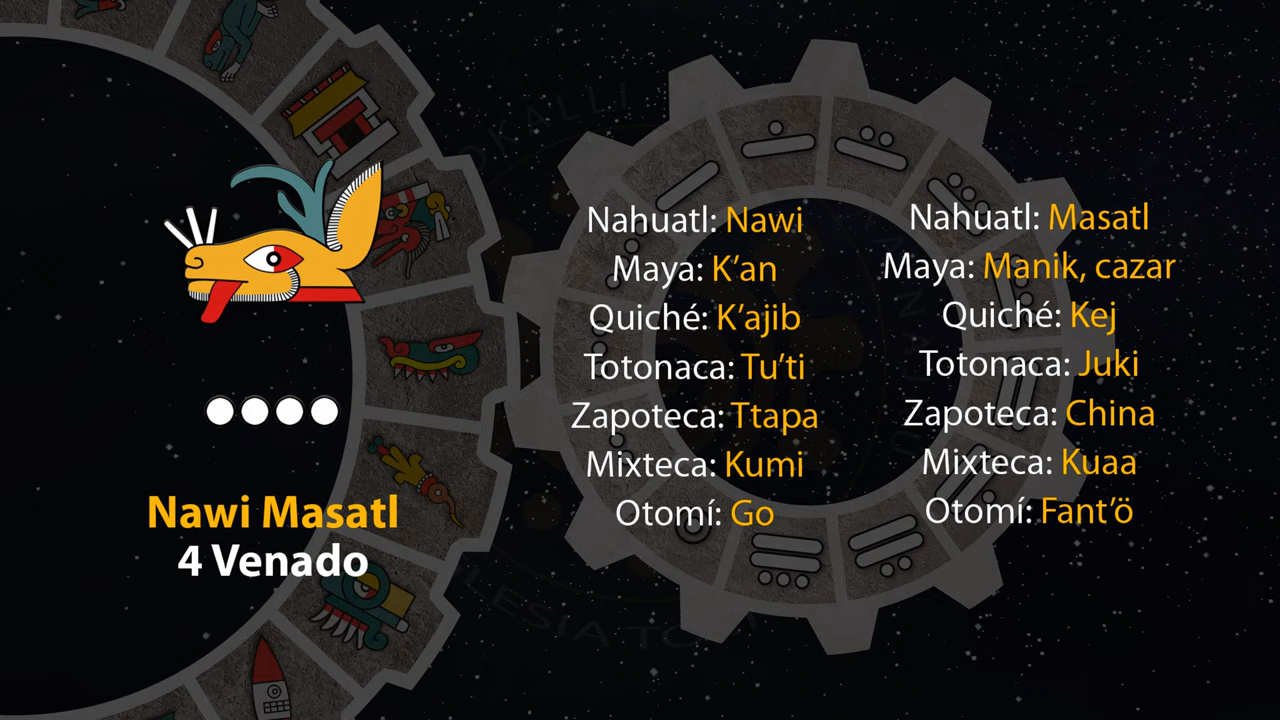 Nawi Masatl
4 Venado
Nahuatl: Nawi
Maya: K’an
Quiché: K’ajib
Totonaca: Tu’ti
Zapoteca: Ttapa
Mixteca: Kumi
Otomí: Go
Nahuatl: Masatl
Maya: Manik, cazar
Quiché: Kej
Totonaca: Juki
Zapoteca: China
Mixteca: Kuaa
Otomí: Fant’ö